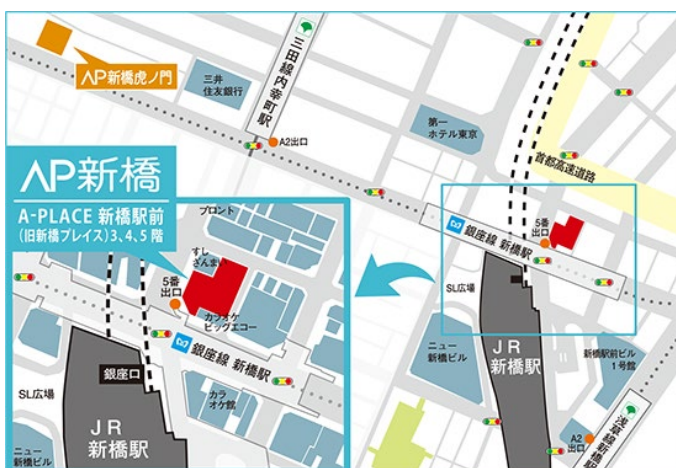 AP新橋虎ノ門
三井
住友銀行
三田線内幸町駅
A2出口
第一
ホテル東京
首都高速道路
AP新橋
A-PLACE 新橋駅前
(旧新橋プレイス)3、4、5 階
プロント
すし
ざんまい
5番
出口
カラオケ
ビッグエコー
銀座線 新橋駅
銀座口
カラ
オケ館
SL広場
JR
新橋駅
ニュー
新橋ビル
5番
出口
銀座線 新橋駅
SL広場
ニュー
新橋ビル
JR
新橋駅
新橋駅前ビル
1号館
A2
出口
浅草線新橋駅